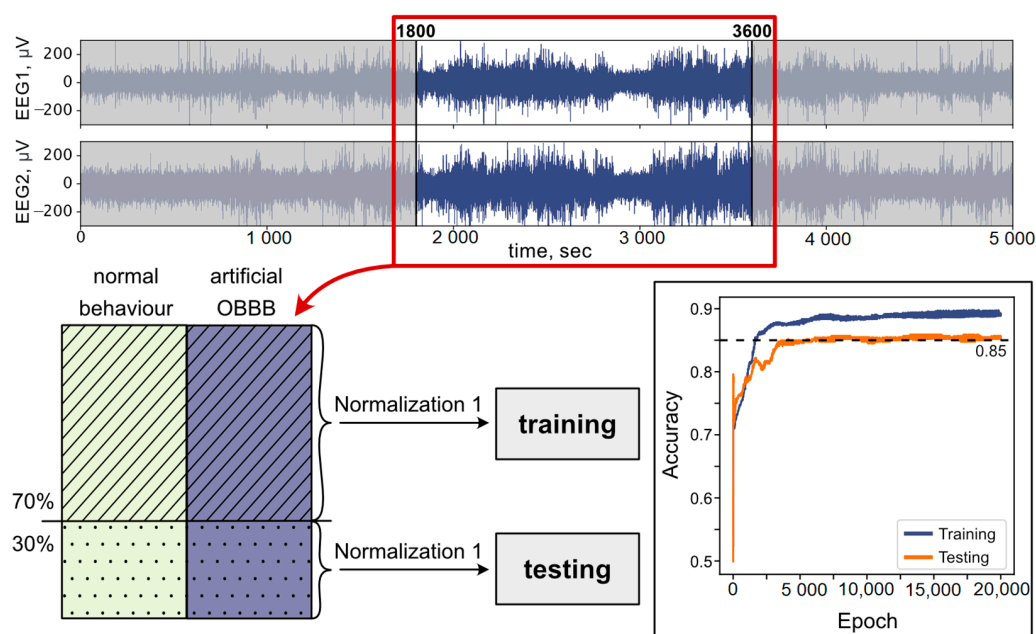 1800
3600
EEG1, µV
200
0
−200
EEG2, µV
200
0
−200
0
1 000
2 000
3 000
4 000
5 000
time, sec
normal
behaviour
artificial
OBBB
70%
30%
Normalization 1
training
Normalization 1
testing
Accuracy
0.9
0.8
0.7
0.5
0.5
0.85
Training
Testing
0
5 000
10,000
15,000
20,000
Epoch